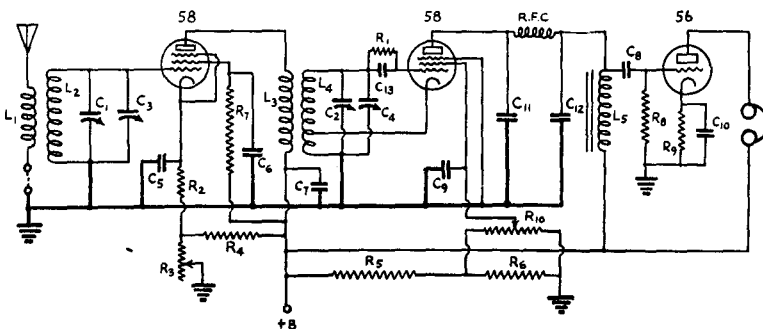 58
58
R.F.C
56
L₁
L₂
C₁
C₃
R₇
C₆
C₅
R₂
R₃
R₄
L₃
L₄
R₁
C₁₃
C₂
C₄
C₇
C₉
C₁₁
C₁₂
L₅
C₈
R₈
R₉
C₁₀
R₁₀
R₅
R₆
+B